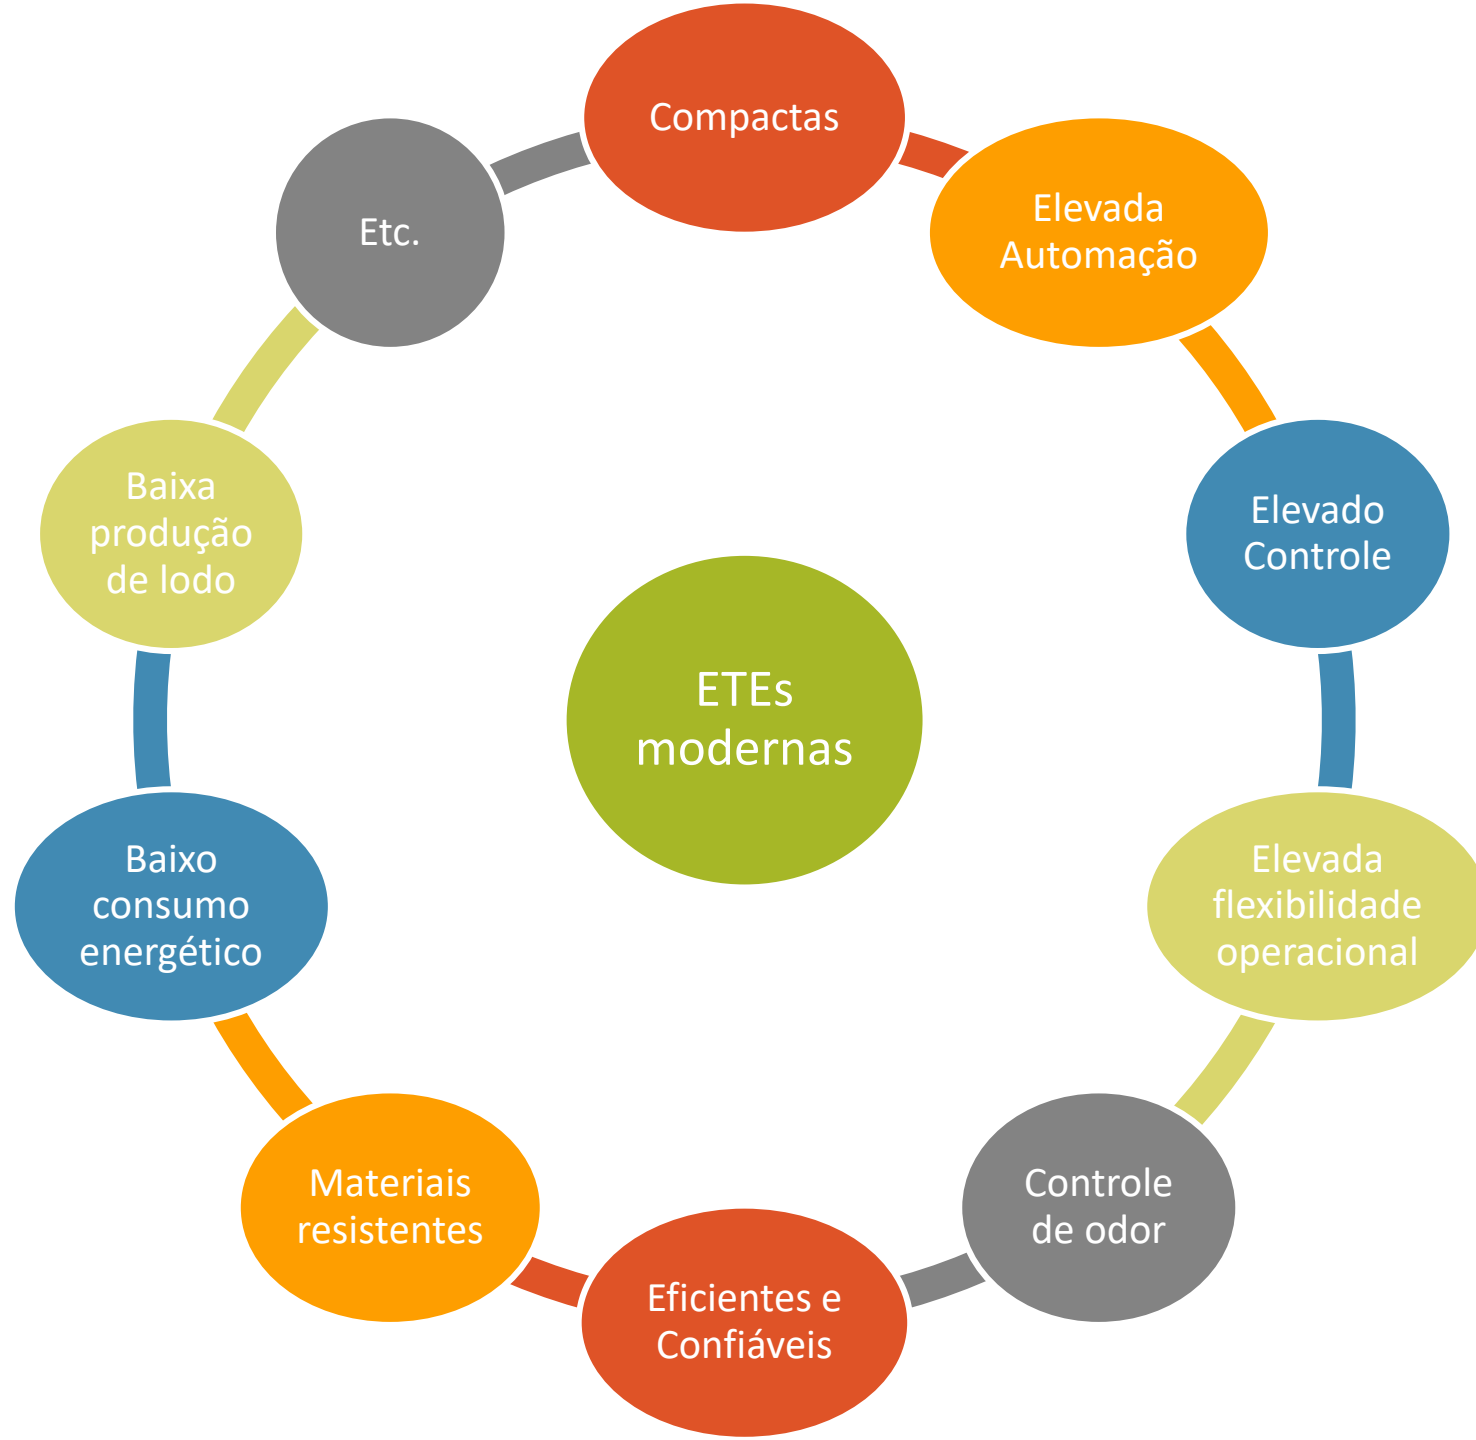 Compactas
Elevada
Automação
Elevado
Controle
Elevada
flexibilidade
operacional
Controle
de odor
Eficientes e
Confiáveis
Materiais
resistentes
Baixo
consumo
energético
Baixa
produção
de lodo
Etc.
ETEs
modernas